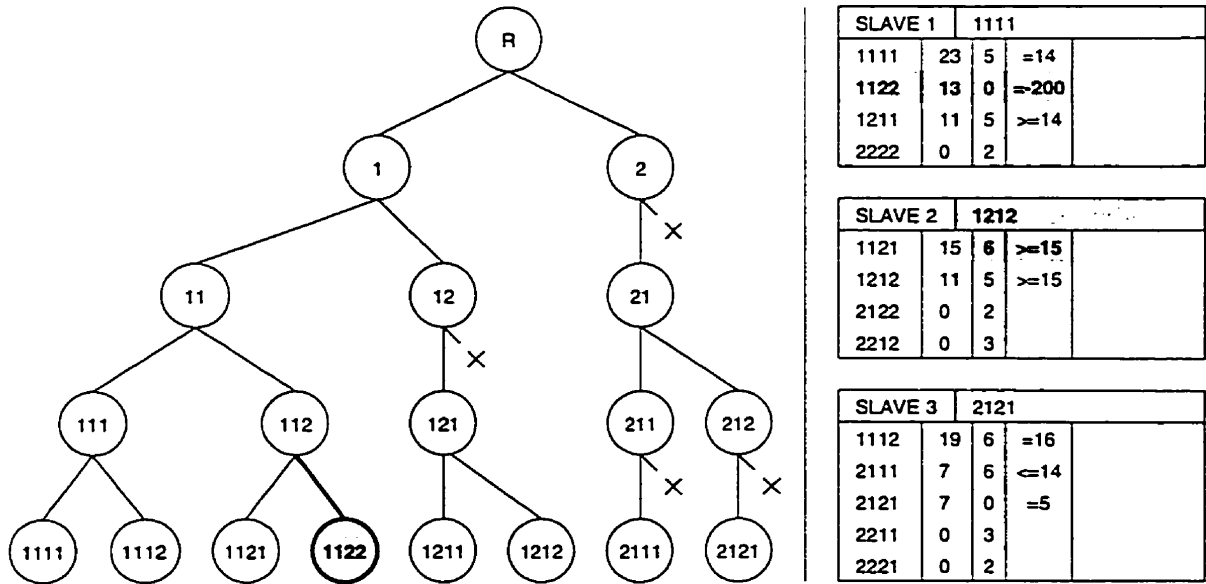 R
1 2
11 12 21
111 112 121 211 212
1111 1112 1121 1122 1211 1212 2111 2121
SLAVE 1 1111
1111 23 5 =14
1122 13 0 =-200
1211 11 5 >=14
2222 0 2
SLAVE 2 1212
1121 15 6 >=15
1212 11 5 >=15
2122 0 2
2212 0 3
SLAVE 3 2121
1112 19 6 =16
2111 7 6 <=14
2121 7 0 =5
2211 0 3
2221 0 2